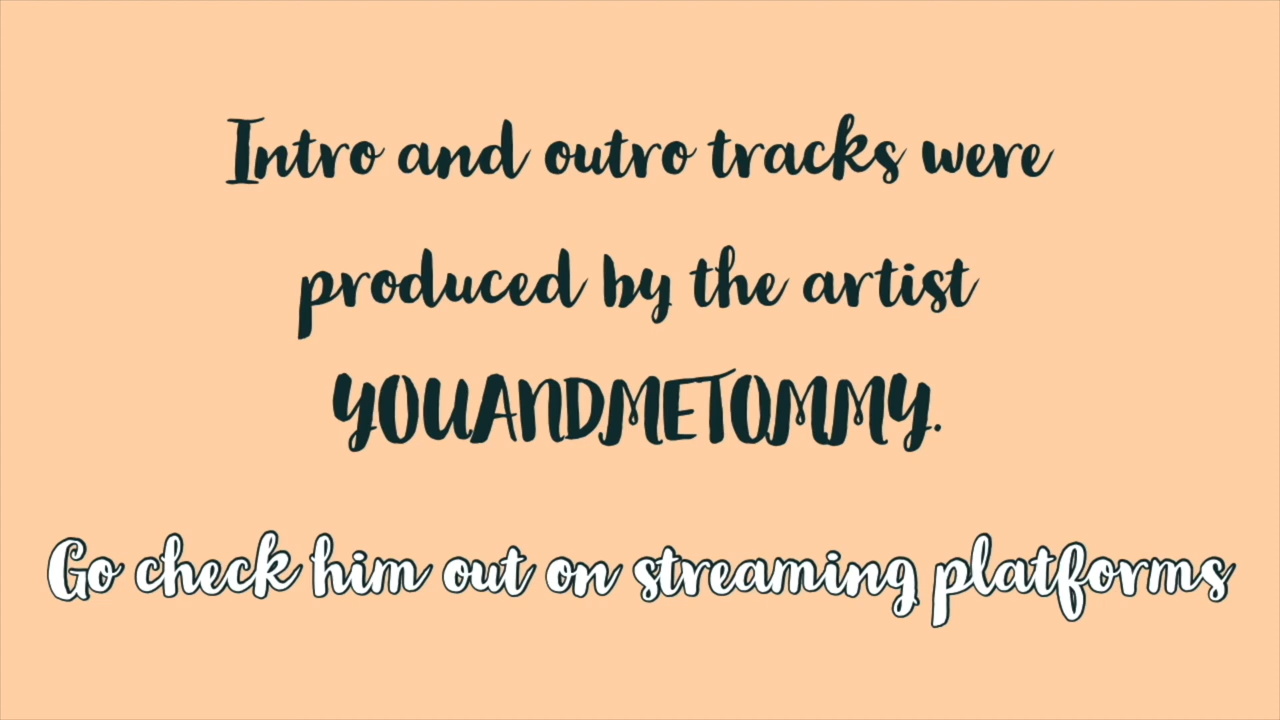 Intro and outro tracks were
produced by the artist
YOUANDMETOMMY.
Go check him out on streaming platforms